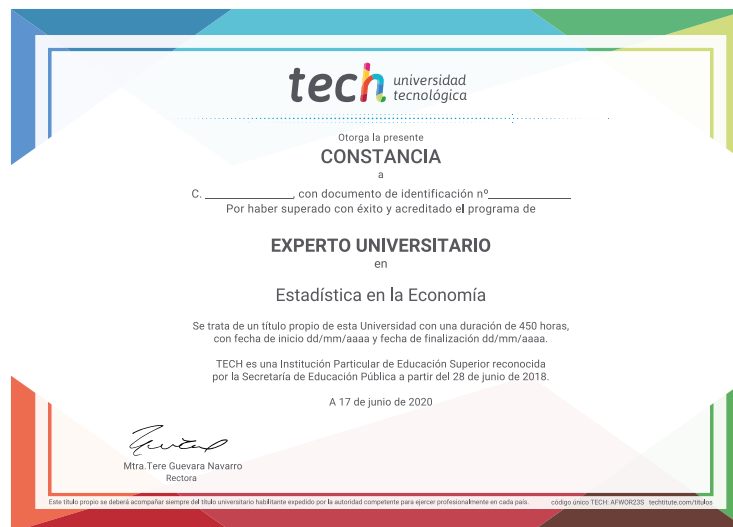 tech universidad
tecnológica
Otorga la presente
CONSTANCIA
a
C. ______________, con documento de identificación nº_____________
Por haber superado con éxito y acreditado el programa de
EXPERTO UNIVERSITARIO
en
Estadística en la Economía
Se trata de un título propio de esta Universidad con una duración de 450 horas,
con fecha de inicio dd/mm/aaaa y fecha de finalización dd/mm/aaaa.
TECH es una Institución Particular de Educación Superior reconocida
por la Secretaría de Educación Pública a partir del 28 de junio de 2018.
A 17 de junio de 2020
Mtra.Tere Guevara Navarro
Rectora
Este título propio se deberá acompañar siempre del título universitario habilitante expedido por la autoridad competente para ejercer profesionalmente en cada país. código único TECH: AFWOR23S techtitute.com/títulos